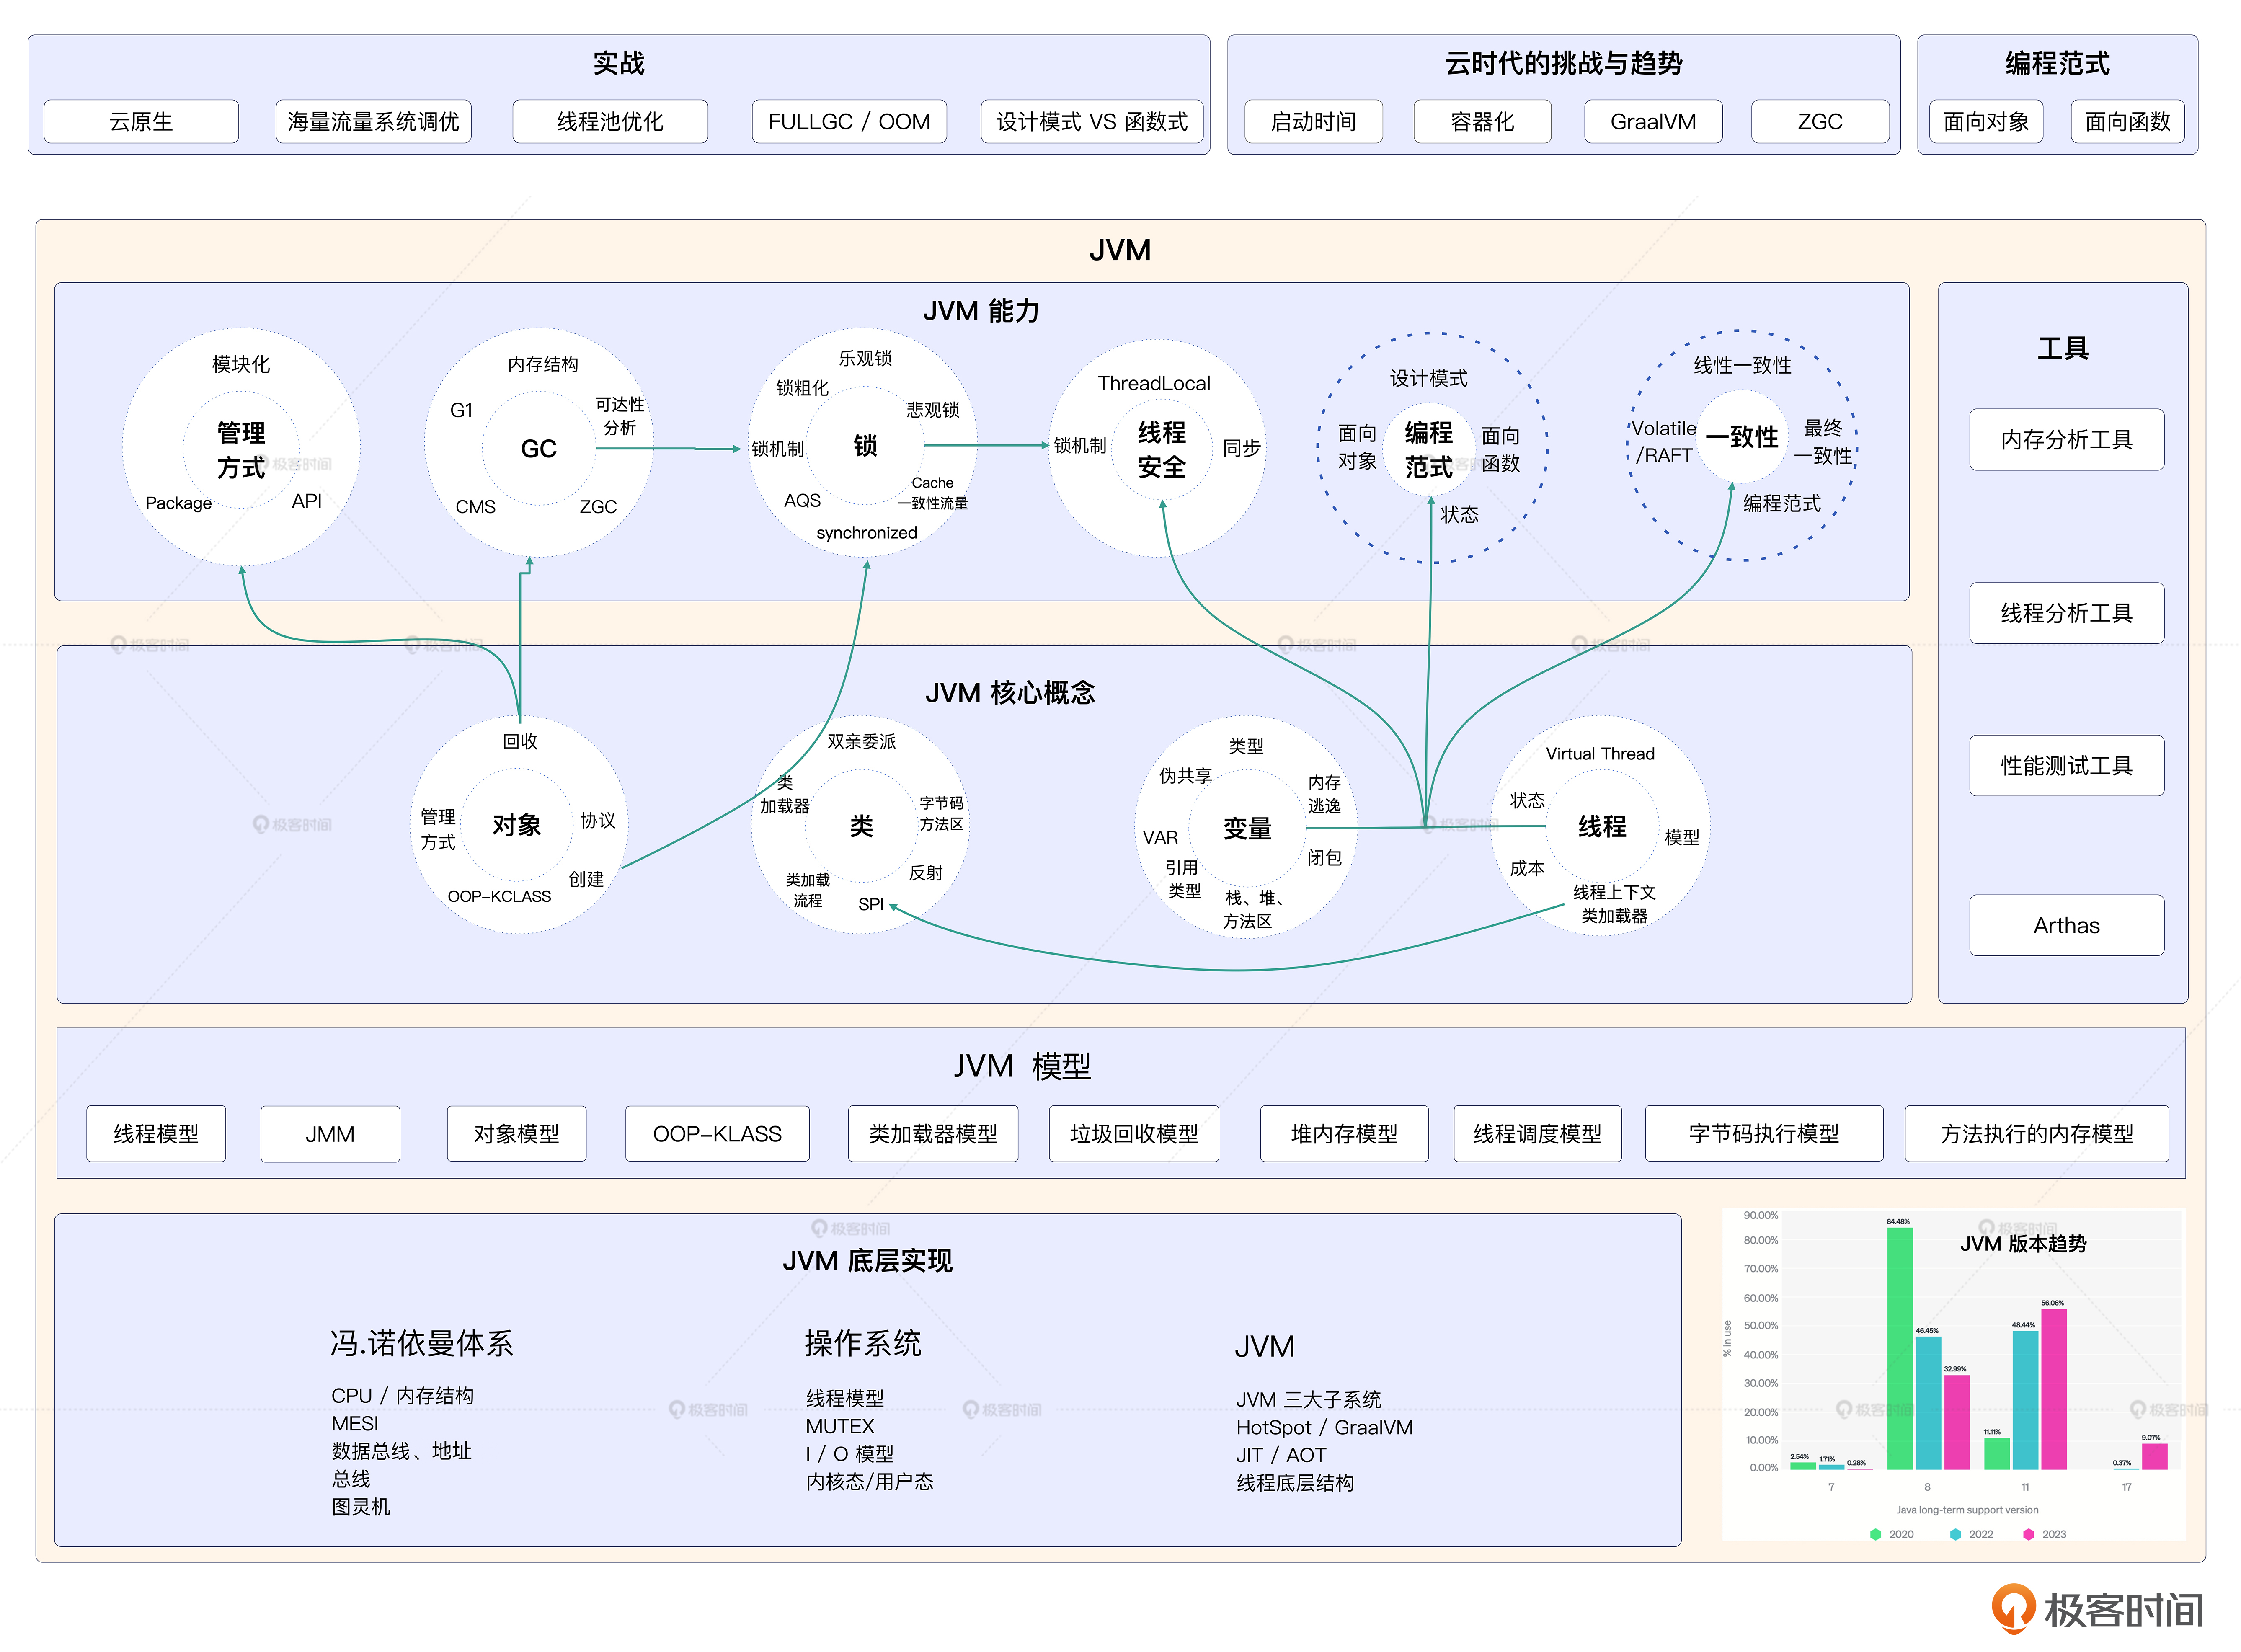 实战
云原生
海量流量系统调优
线程池优化
FULLGC / OOM
设计模式 VS 函数式
云时代的挑战与趋势
启动时间
容器化
GraalVM
ZGC
编程范式
面向对象
面向函数
JVM
JVM 能力
模块化
管理
方式
Package
API
内存结构
G1
可达性
分析
GC
CMS
ZGC
乐观锁
锁粗化
悲观锁
锁机制
锁
AQS
Cache
一致性流量
synchronized
ThreadLocal
锁机制
线程
安全
同步
设计模式
面向
对象
编程
范式
面向
函数
状态
线性一致性
Volatile
/RAFT
一致性
最终
一致性
编程范式
工具
内存分析工具
线程分析工具
性能测试工具
Arthas
JVM 核心概念
回收
管理
方式
对象
协议
创建
OOP-KCLASS
双亲委派
类
加载器
类
字节码
方法区
反射
类加载
流程
SPI
类型
伪共享
内存
逃逸
变量
VAR
闭包
引用
类型
栈、堆、
方法区
Virtual Thread
状态
线程
模型
成本
线程上下文
类加载器
JVM 模型
线程模型
JMM
对象模型
OOP-KLASS
类加载器模型
垃圾回收模型
堆内存模型
线程调度模型
字节码执行模型
方法执行的内存模型
JVM 底层实现
冯.诺依曼体系
CPU / 内存结构
MESI
数据总线、地址
总线
图灵机
操作系统
线程模型
MUTEX
I / O 模型
内核态/用户态
JVM
JVM 三大子系统
HotSpot / GraalVM
JIT / AOT
线程底层结构
JVM 版本趋势
90.00%
80.00%
70.00%
60.00%
50.00%
40.00%
30.00%
20.00%
10.00%
0.00%
% in use
2.54%
1.71%
0.28%
84.48%
46.45%
32.99%
11.11%
48.44%
56.06%
0.37%
9.07%
7
8
11
17
Java long-term support version
2020
2022
2023
极客时间